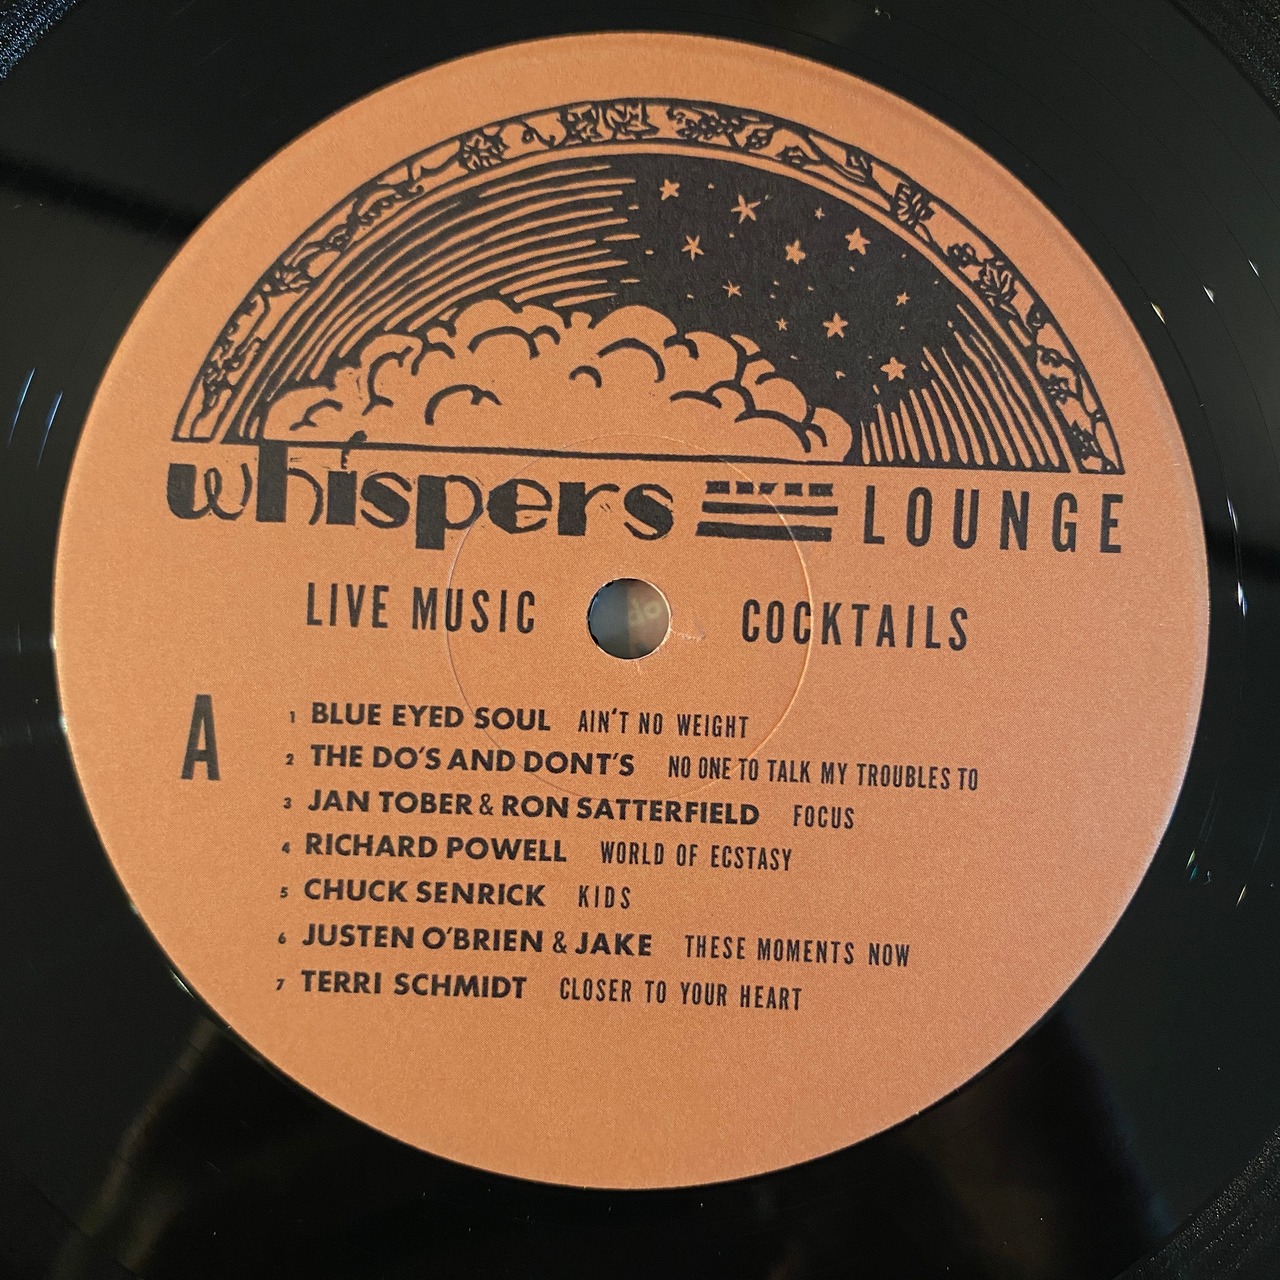 whispers LOUNGE
LIVE MUSIC COCKTAILS
A
1 BLUE EYED SOUL AIN'T NO WEIGHT
2 THE DO'S AND DONT'S NO ONE TO TALK MY TROUBLES TO
3 JAN TOBER & RON SATTERFIELD FOCUS
4 RICHARD POWELL WORLD OF ECSTASY
5 CHUCK SENRICK KIDS
6 JUSTEN O'BRIEN & JAKE THESE MOMENTS NOW
7 TERRI SCHMIDT CLOSER TO YOUR HEART